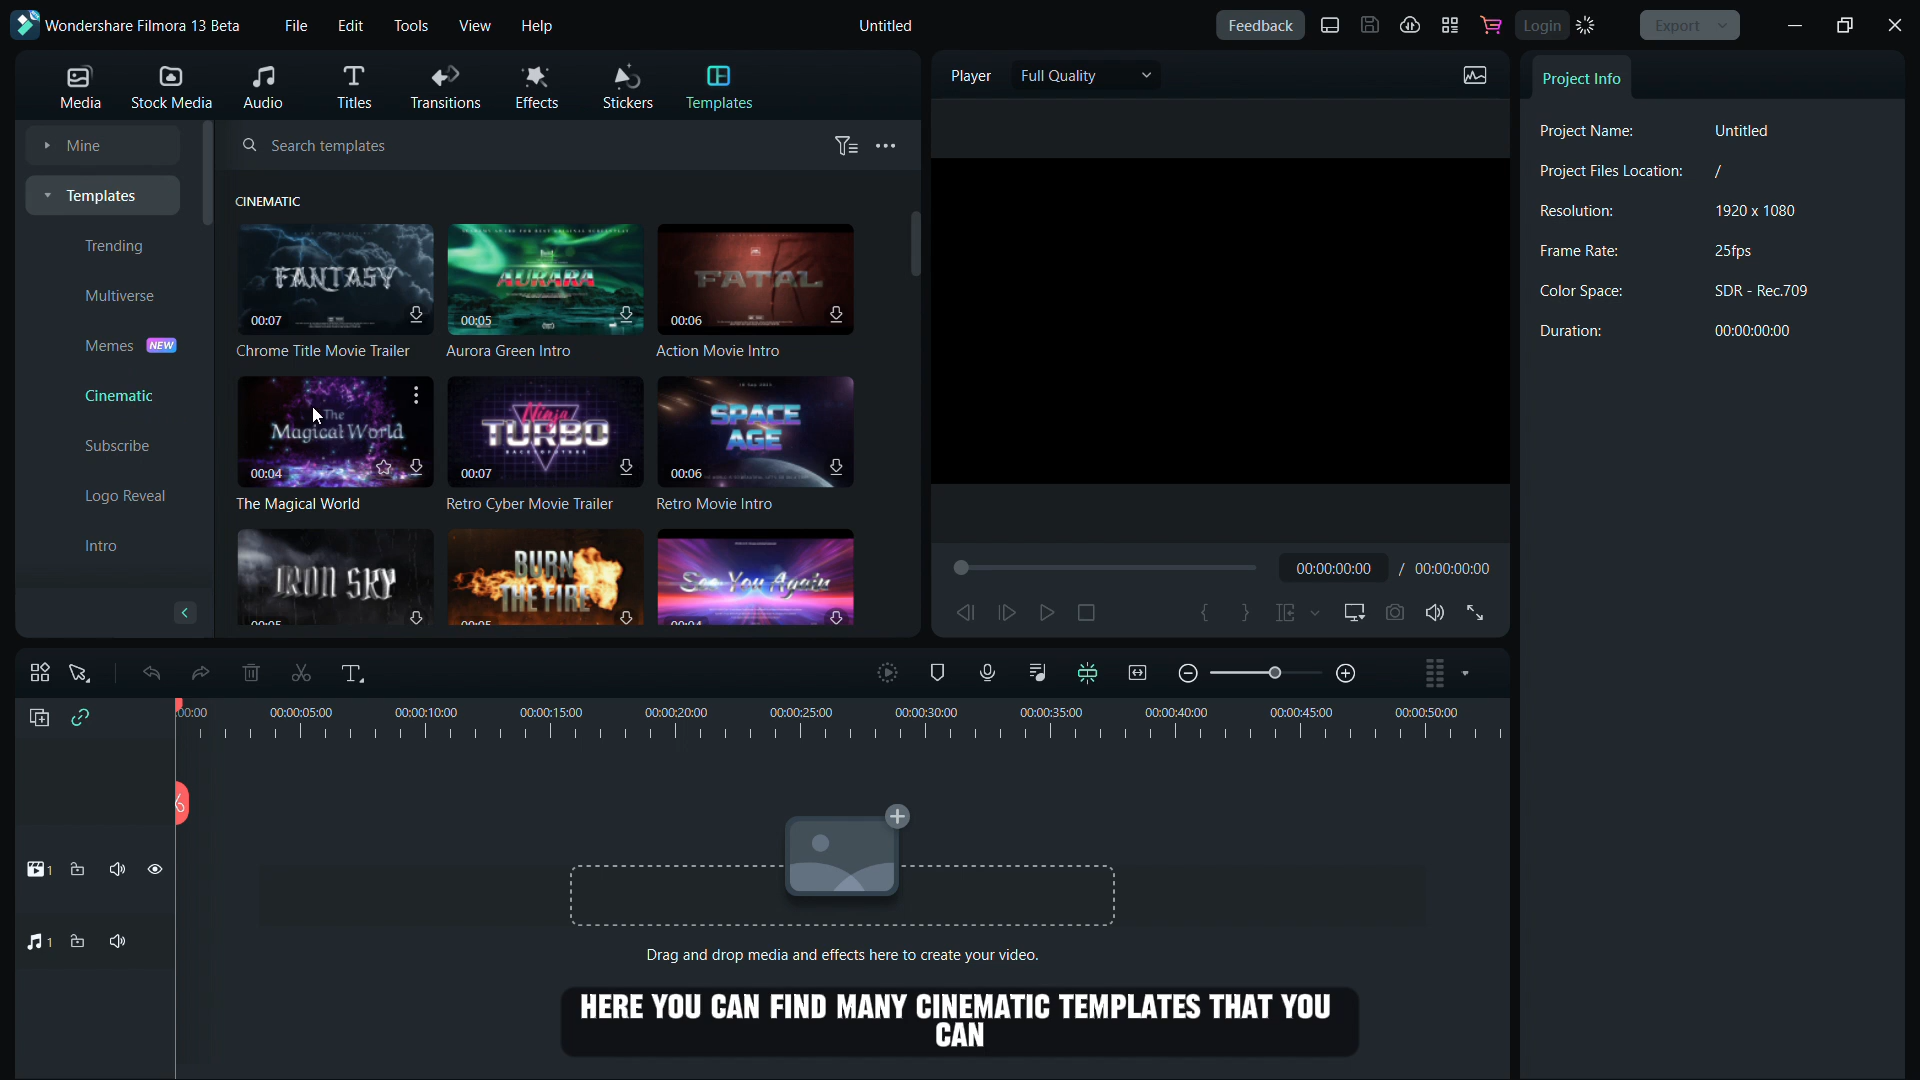 Wondershare Filmora 13 Beta
File
Edit
Tools
View
Help
Untitled
Feedback
Login
Export
Media
Stock Media
Audio
Titles
Transitions
Effects
Stickers
Templates
Player
Full Quality
Project Info
Mine
Templates
Trending
Multiverse
Memes NEW
Cinematic
Subscribe
Logo Reveal
Intro
Search templates
CINEMATIC
FANTASY
00:07
Chrome Title Movie Trailer
AURARA
00:05
Aurora Green Intro
FATAL
00:06
Action Movie Intro
The
Magical World
00:04
The Magical World
Ninja
TURBO
00:07
Retro Cyber Movie Trailer
SPACE
AGE
00:06
Retro Movie Intro
IRON SKY
00:05
BURN
THE FIRE
00:05
See You Again
00:04
Project Name: Untitled
Project Files Location: /
Resolution: 1920 x 1080
Frame Rate: 25fps
Color Space: SDR - Rec.709
Duration: 00:00:00:00
00:00:00:00 / 00:00:00:00
:00:00 00:00:05:00 00:00:10:00 00:00:15:00 00:00:20:00 00:00:25:00 00:00:30:00 00:00:35:00 00:00:40:00 00:00:45:00 00:00:50:00
1
1
Drag and drop media and effects here to create your video.
HERE YOU CAN FIND MANY CINEMATIC TEMPLATES THAT YOU
CAN